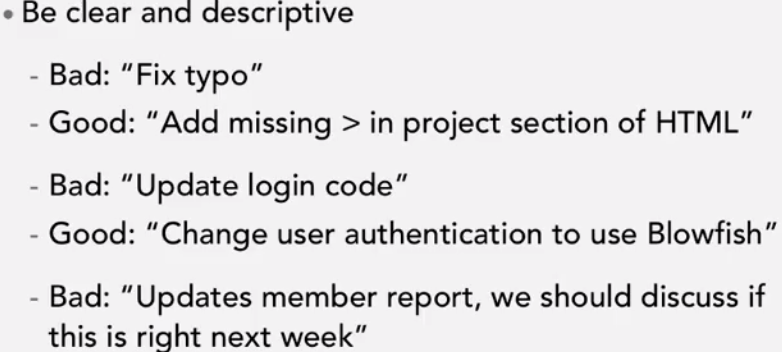 • Be clear and descriptive
- Bad: “Fix typo”
- Good: “Add missing > in project section of HTML”
- Bad: “Update login code”
- Good: “Change user authentication to use Blowfish”
- Bad: “Updates member report, we should discuss if
this is right next week”